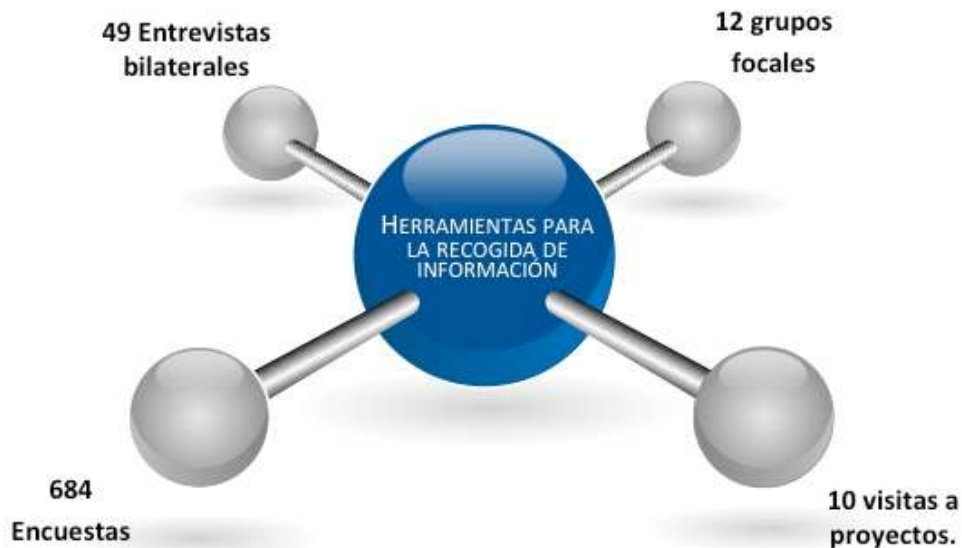 49 Entrevistas
bilaterales
12 grupos
focales
HERRAMIENTAS PARA
LA RECOGIDA DE
INFORMACIÓN
684
Encuestas
10 visitas a
proyectos.